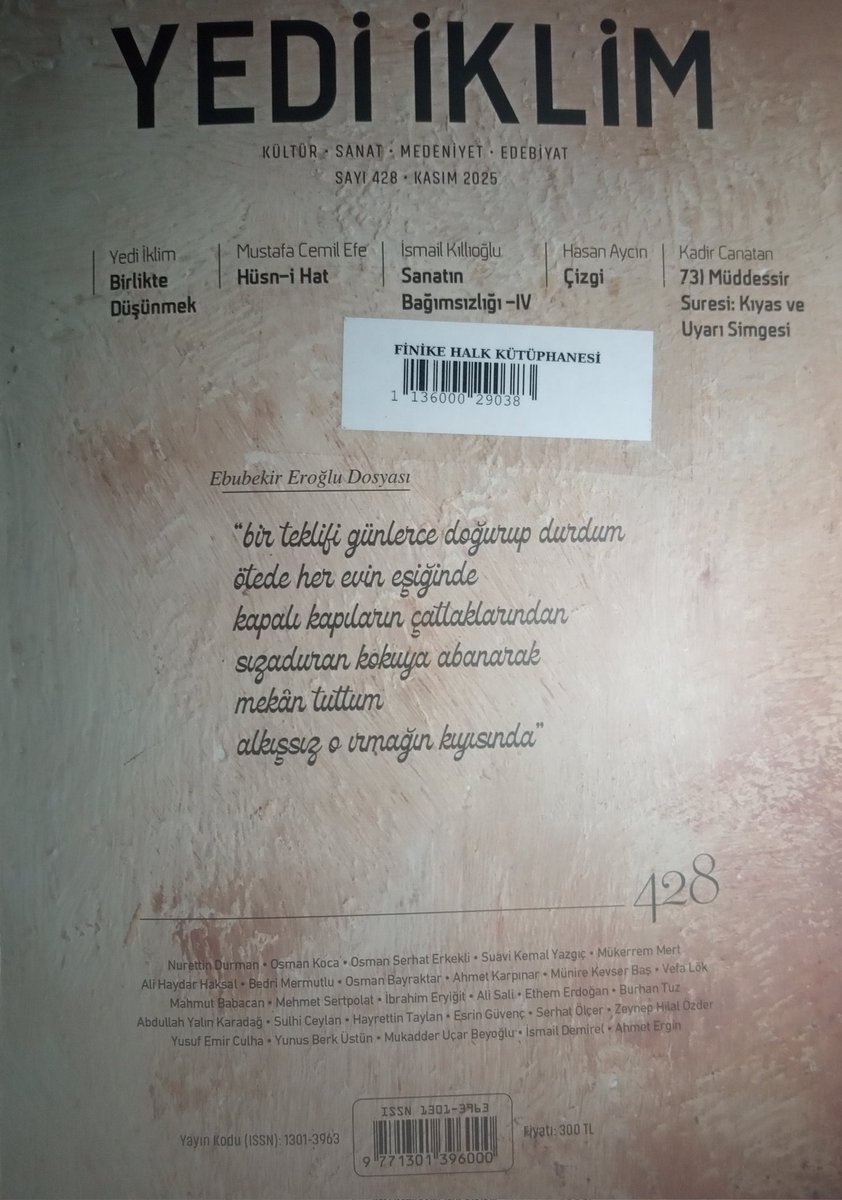 YEDİ İKLİM
KÜLTÜR · SANAT · MEDENİYET · EDEBİYAT
SAYI 428 · KASIM 2025
Yedi İklim
Birlikte
Düşünmek
Mustafa Cemil Efe
Hüsn-i Hat
İsmail Kıllıoğlu
Sanatın
Bağımsızlığı –IV
Hasan Aycın
Çizgi
Kadir Canatan
73) Müddessir
Suresi: Kıyas ve
Uyarı Simgesi
FİNİKE HALK KÜTÜPHANESİ
1 136000 29038
Ebubekir Eroğlu Dosyası
“bir teklifi günlerce doğurup durdum
ötede her evin eşiğinde
kapalı kapıların çatlaklarından
sızaduran kokuya abanarak
mekân tuttum
alkışsız o ırmağın kıyısında”
428
Nurettin Durman • Osman Koca • Osman Serhat Erkekli • Suavi Kemal Yazgıç • Mükerrem Mert
Ali Haydar Haksal • Bedri Mermutlu • Osman Bayraktar • Ahmet Karpınar • Münire Kevser Baş • Vefa Lök
Mahmut Babacan • Mehmet Sertpolat • İbrahim Eryiğit • Ali Sali • Ethem Erdoğan • Burhan Tuz
Abdullah Yalın Karadağ • Sulhi Ceylan • Hayrettin Taylan • Esrin Güvenç • Serhat Ölçer • Zeynep Hilal Özder
Yusuf Emir Culha • Yunus Berk Üstün • Mukadder Uçar Beyoğlu • İsmail Demirel • Ahmet Ergin
Yayın Kodu (ISSN): 1301-3963
ISSN 1301-3963
9 771301 396000
Fiyatı: 300 TL